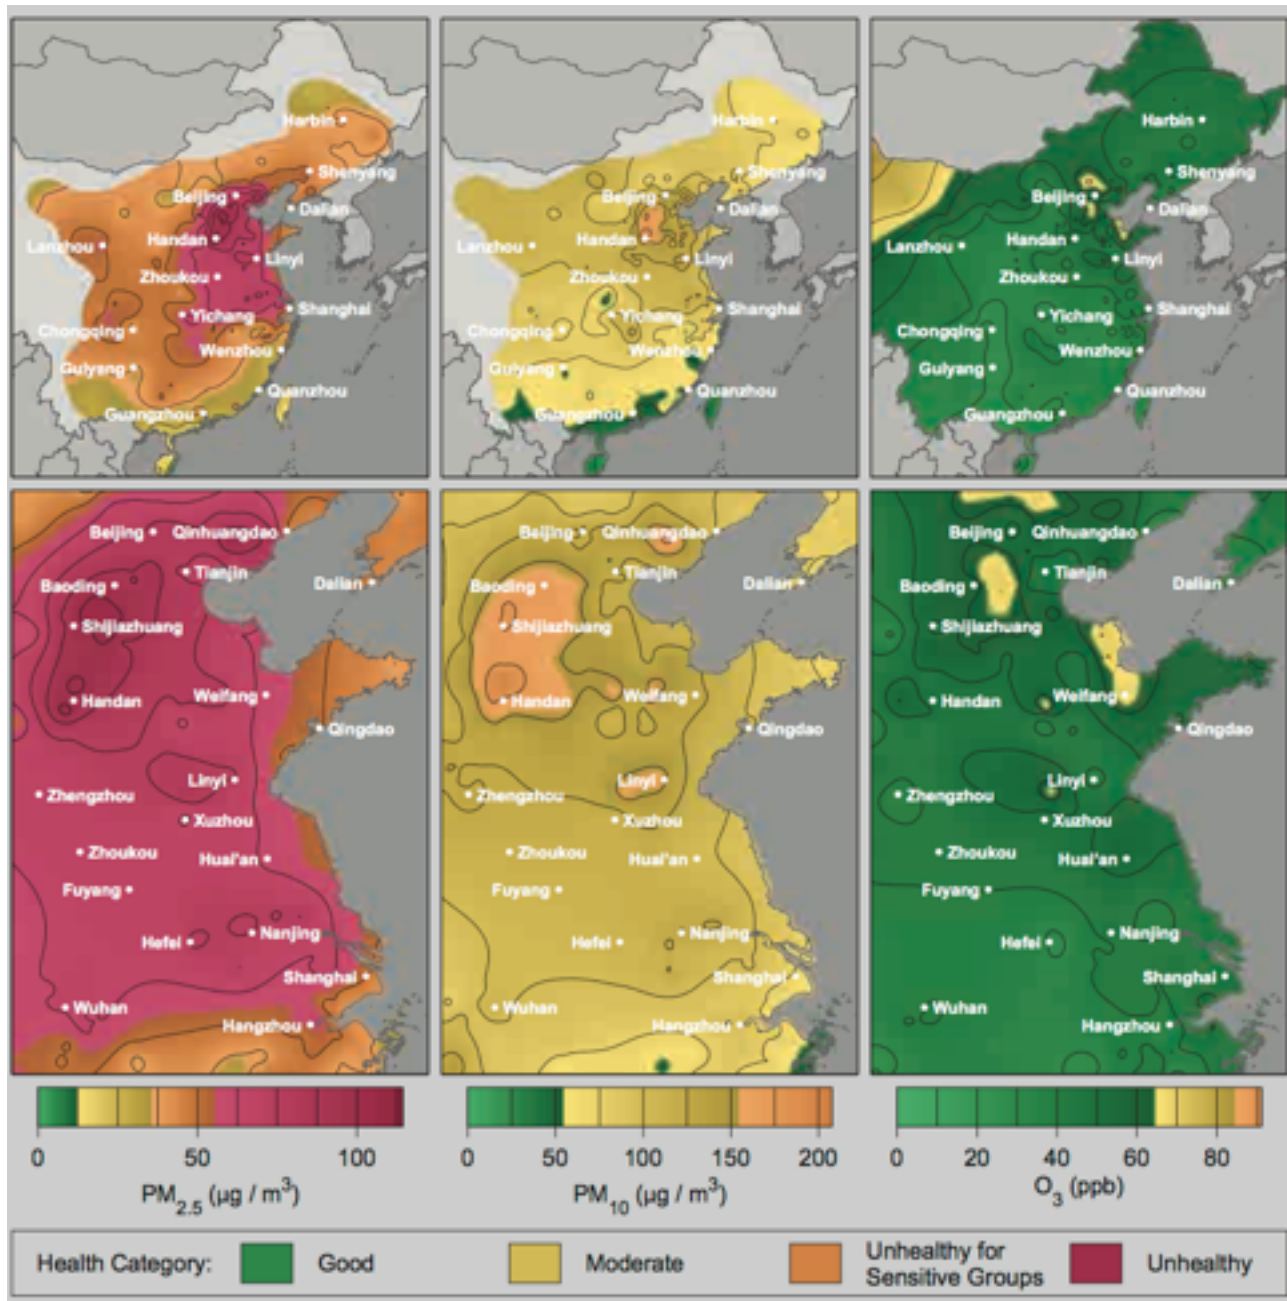 Harbin
Shenyang
Beijing
Dalian
Lanzhou
Handan
Linyi
Zhoukou
Shanghai
Yichang
Chongqing
Wenzhou
Guiyang
Quanzhou
Guangzhou
Harbin
Shenyang
Beijing
Dalian
Lanzhou
Handan
Linyi
Zhoukou
Shanghai
Yichang
Chongqing
Wenzhou
Guiyang
Quanzhou
Guangzhou
Harbin
Shenyang
Beijing
Dalian
Lanzhou
Handan
Linyi
Zhoukou
Shanghai
Yichang
Chongqing
Wenzhou
Guiyang
Quanzhou
Guangzhou
Beijing
Qinhuangdao
Tianjin
Baoding
Dalian
Shijiazhuang
Weifang
Handan
Qingdao
Linyi
Zhengzhou
Xuzhou
Zhoukou
Huai'an
Fuyang
Nanjing
Hefei
Shanghai
Wuhan
Hangzhou
Beijing
Qinhuangdao
Tianjin
Baoding
Dalian
Shijiazhuang
Weifang
Handan
Qingdao
Linyi
Zhengzhou
Xuzhou
Zhoukou
Huai'an
Fuyang
Nanjing
Hefei
Shanghai
Wuhan
Hangzhou
Beijing
Qinhuangdao
Tianjin
Baoding
Dalian
Shijiazhuang
Weifang
Handan
Qingdao
Linyi
Zhengzhou
Xuzhou
Zhoukou
Huai'an
Fuyang
Nanjing
Hefei
Shanghai
Wuhan
Hangzhou
0 50 100
PM2.5 (µg / m³)
0 50 100 150 200
PM10 (µg / m³)
0 20 40 60 80
O3 (ppb)
Health Category: Good Moderate Unhealthy for Sensitive Groups Unhealthy